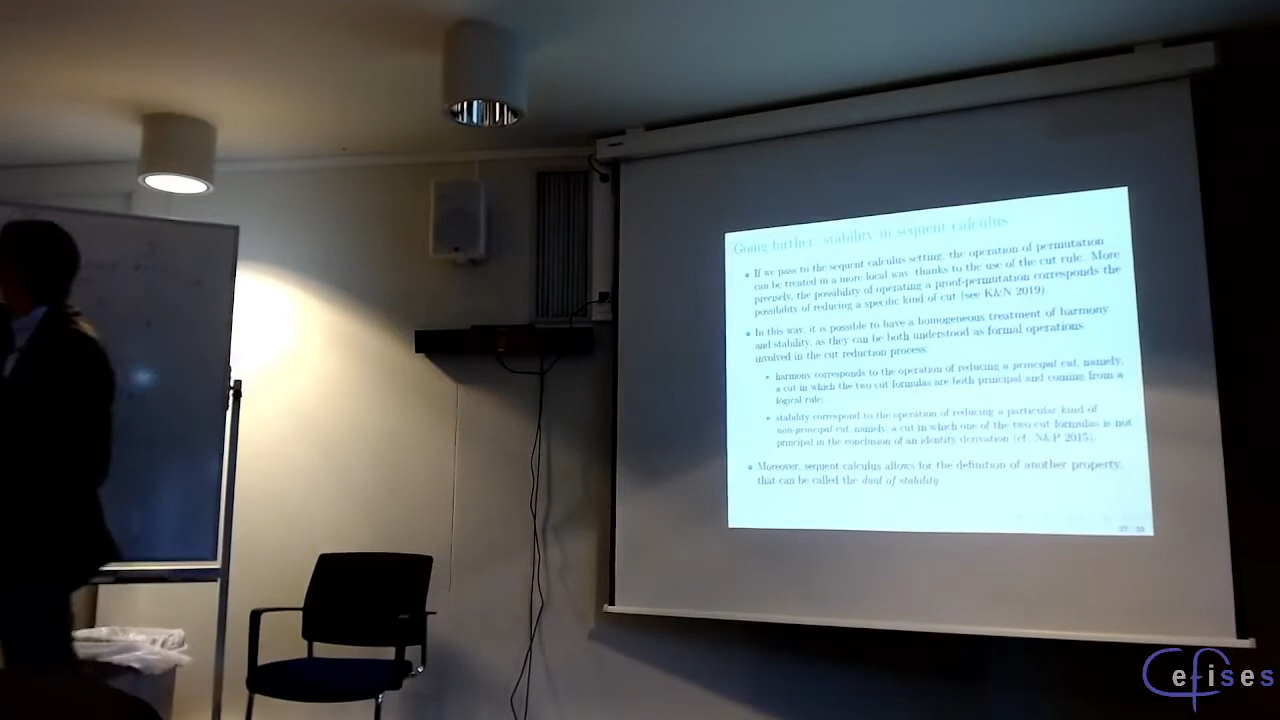 Going further: stability in sequent calculus
If we pass to the sequent calculus setting, the operation of permutation
can be treated in a more local way, thanks to the use of the cut rule. More
precisely, the possibility of operating a proof-permutation corresponds the
possibility of reducing a specific kind of cut (see K&N 2019).
In this way, it is possible to have a homogeneous treatment of harmony
and stability, as they can be both understood as formal operations
involved in the cut reduction process:
harmony corresponds to the operation of reducing a principal cut, namely,
a cut in which the two cut formulas are both principal and coming from a
logical rule;
stability correspond to the operation of reducing a particular kind of
non-principal cut, namely, a cut in which one of the two cut formulas is not
principal in the conclusion of an identity derivation (cf. N&P 2015).
Moreover, sequent calculus allows for the definition of another property,
that can be called the dual of stability
efises